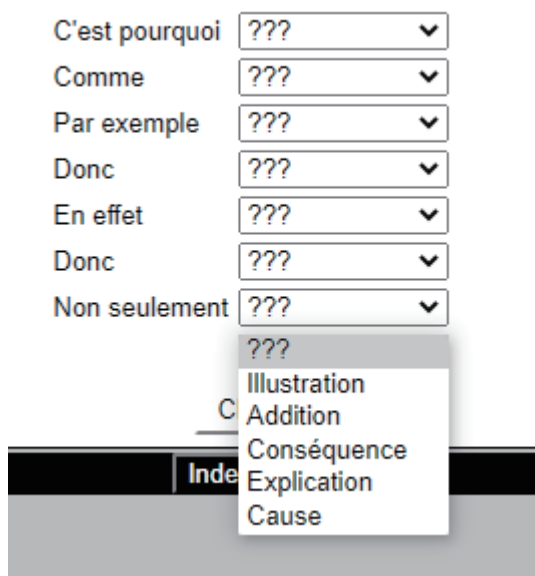 C'est pourquoi ???
Comme ???
Par exemple ???
Donc ???
En effet ???
Donc ???
Non seulement ???
???
Illustration
Addition
Conséquence
Explication
Cause